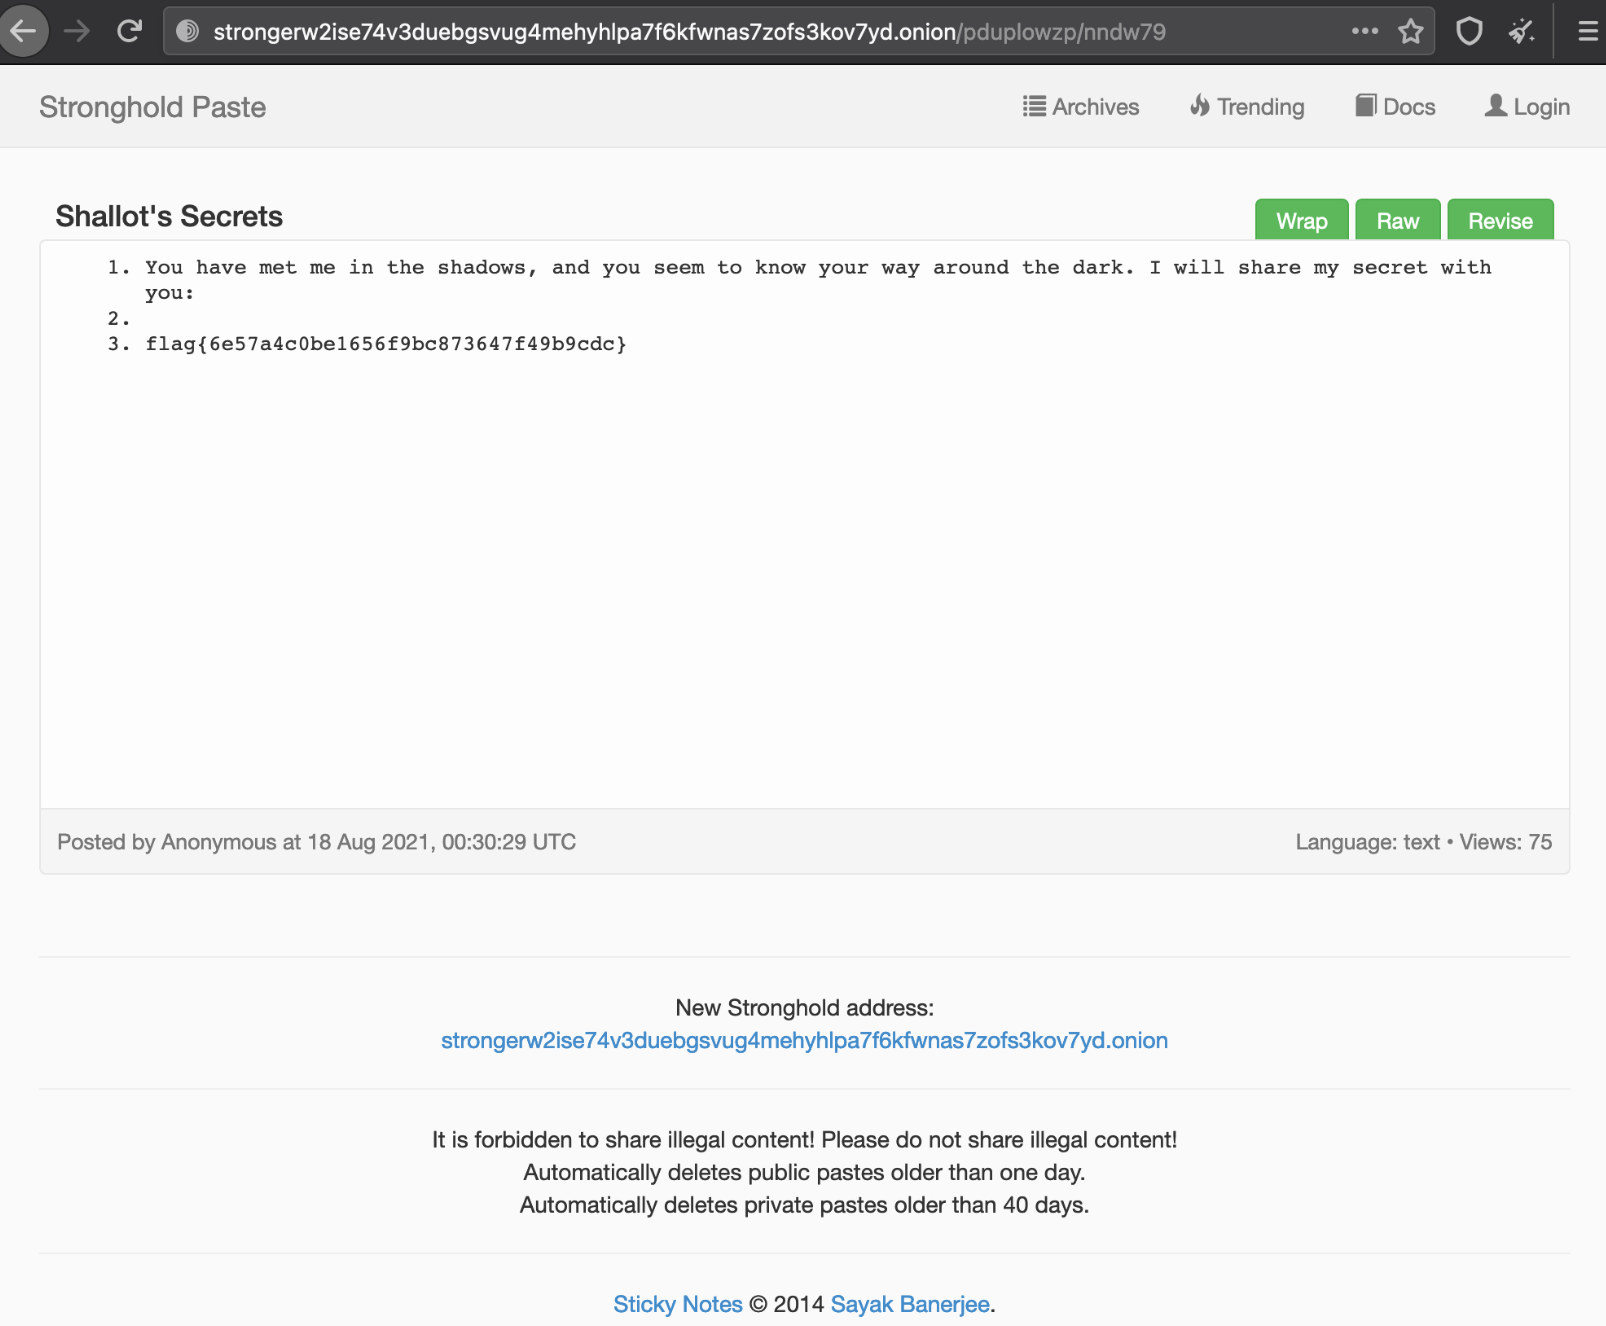 strongerw2ise74v3duebgsvug4mehyhlpa7f6kfwnas7zofs3kov7yd.onion/pduplowzp/nndw79
Stronghold Paste
Archives
Trending
Docs
Login
Shallot's Secrets
Wrap
Raw
Revise
1. You have met me in the shadows, and you seem to know your way around the dark. I will share my secret with
you:
2.
3. flag{6e57a4c0be1656f9bc873647f49b9cdc}
Posted by Anonymous at 18 Aug 2021, 00:30:29 UTC
Language: text • Views: 75
New Stronghold address:
strongerw2ise74v3duebgsvug4mehyhlpa7f6kfwnas7zofs3kov7yd.onion
It is forbidden to share illegal content! Please do not share illegal content!
Automatically deletes public pastes older than one day.
Automatically deletes private pastes older than 40 days.
Sticky Notes © 2014 Sayak Banerjee.